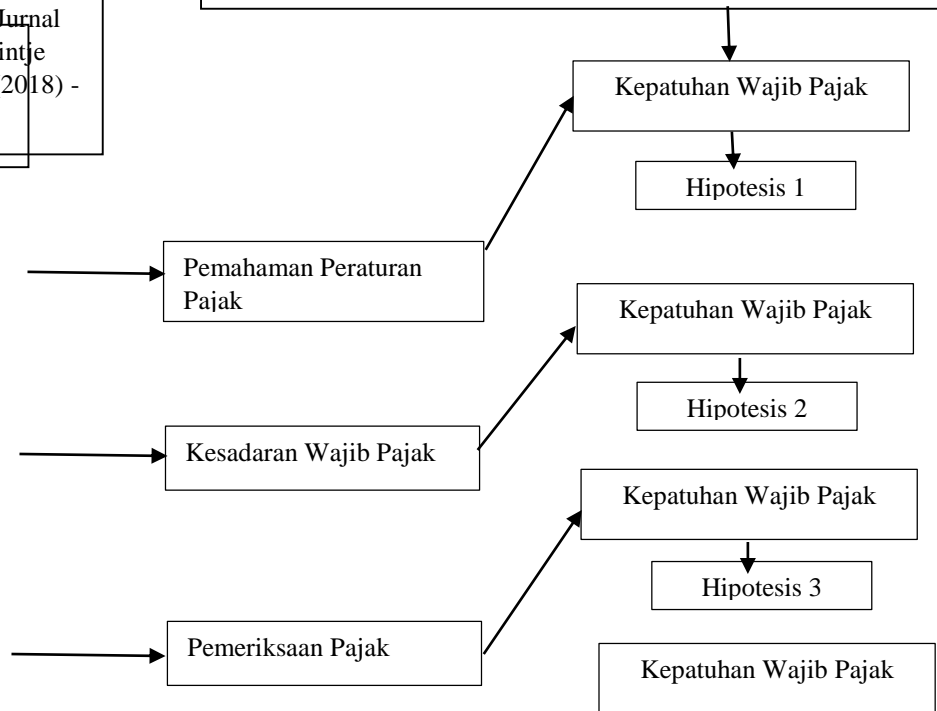 Jurnal
2018) -
Kepatuhan Wajib Pajak
Hipotesis 1
Pemahaman Peraturan
Pajak
Kepatuhan Wajib Pajak
Hipotesis 2
Kesadaran Wajib Pajak
Kepatuhan Wajib Pajak
Hipotesis 3
Pemeriksaan Pajak
Kepatuhan Wajib Pajak